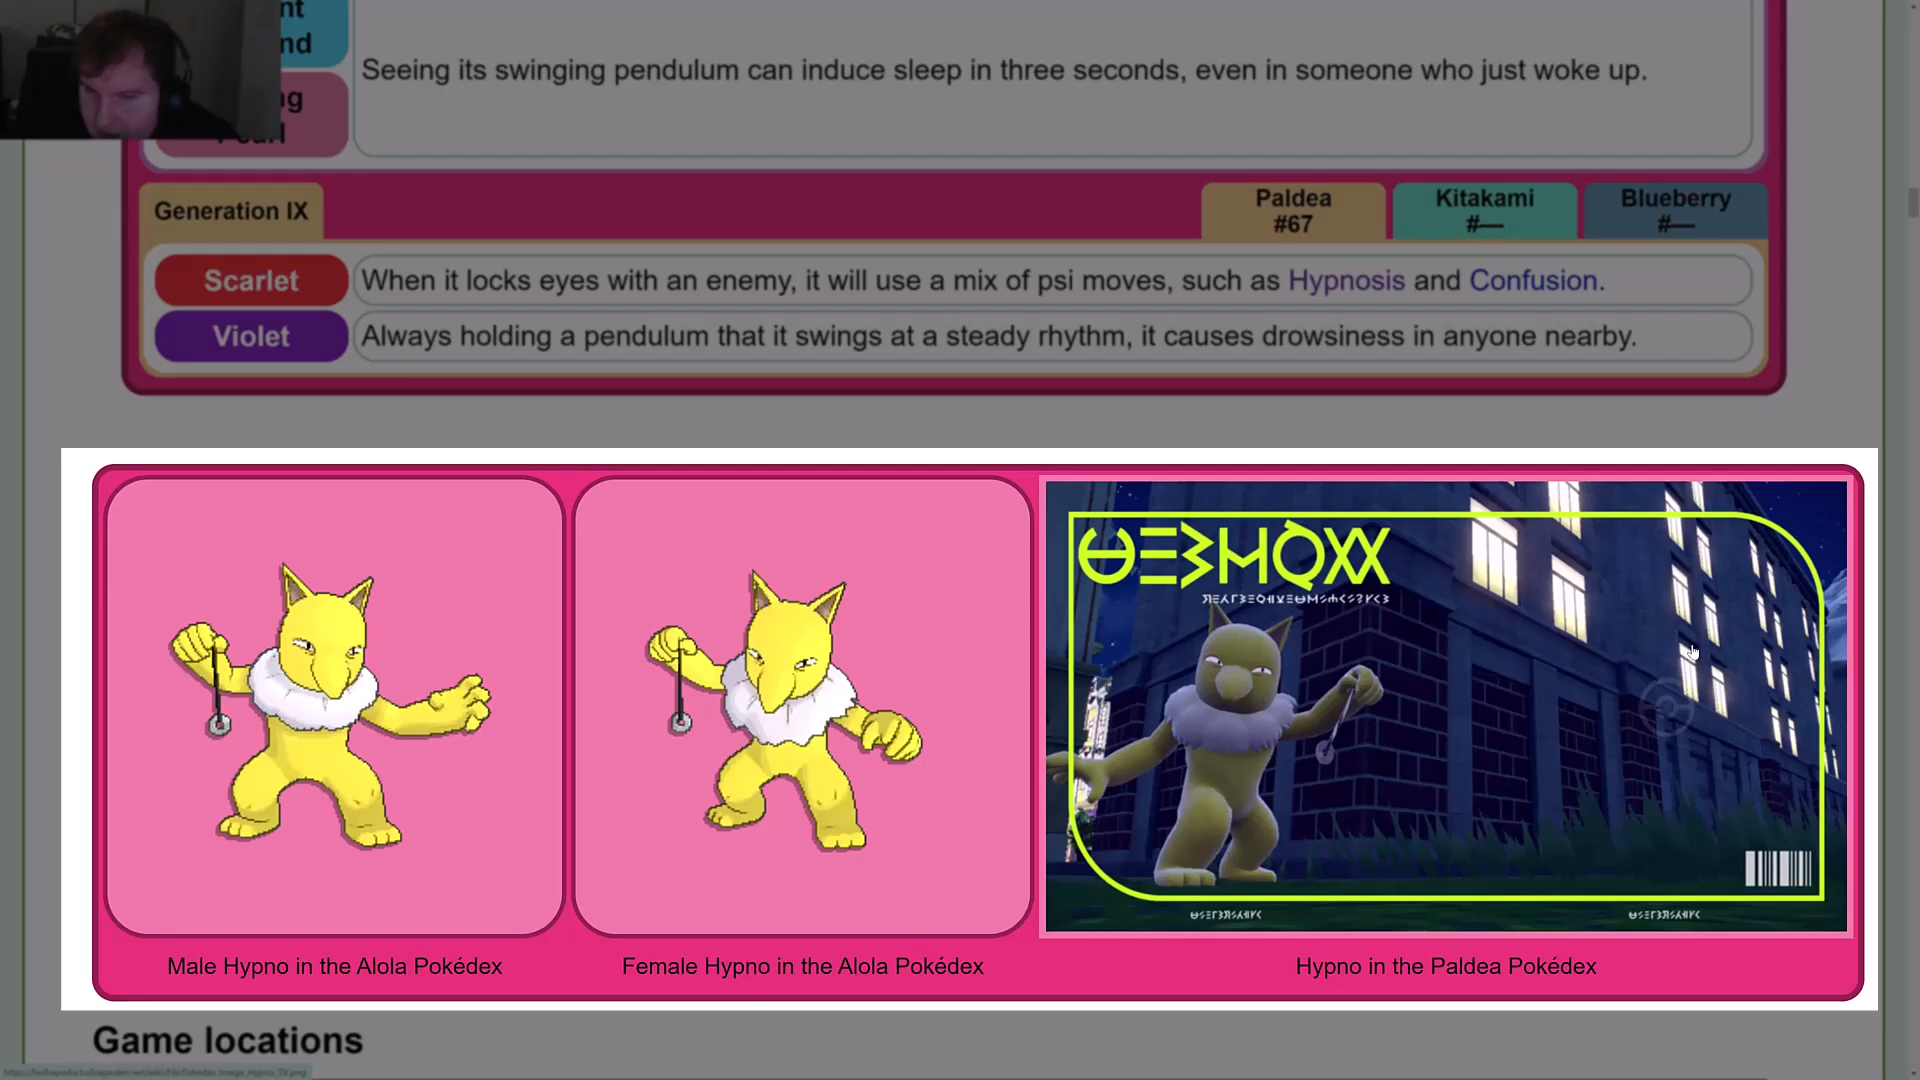 Seeing its swinging pendulum can induce sleep in three seconds, even in someone who just woke up.
Generation IX
Paldea
#67
Kitakami
#—
Blueberry
#—
Scarlet
When it locks eyes with an enemy, it will use a mix of psi moves, such as Hypnosis and Confusion.
Violet
Always holding a pendulum that it swings at a steady rhythm, it causes drowsiness in anyone nearby.
Male Hypno in the Alola Pokédex
Female Hypno in the Alola Pokédex
Hypno in the Paldea Pokédex
Game locations